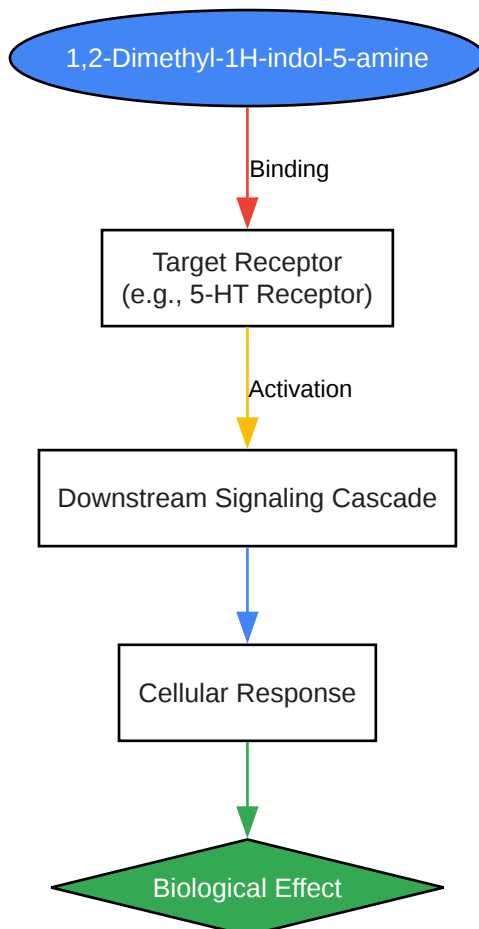 1,2-Dimethyl-1H-indol-5-amine
Binding
Target Receptor
(e.g., 5-HT Receptor)
Activation
Downstream Signaling Cascade
Cellular Response
Biological Effect